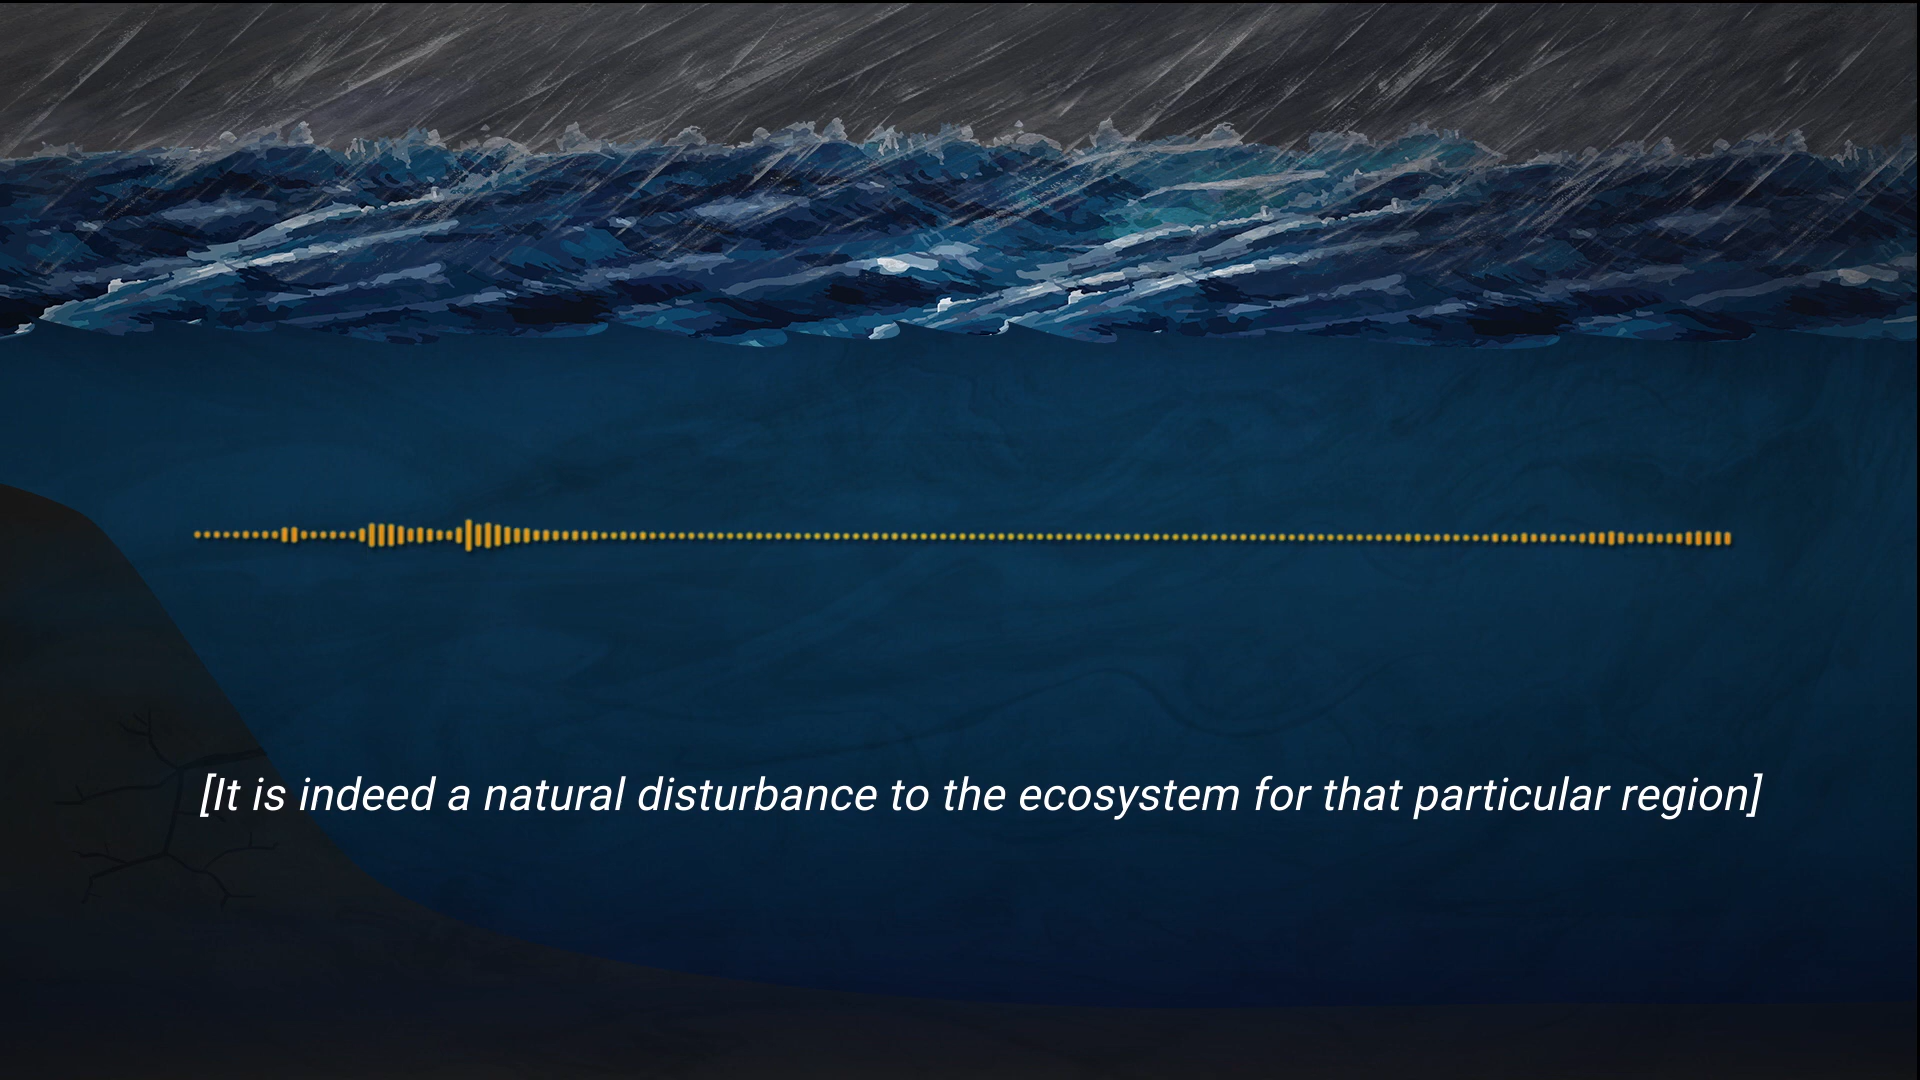 [It is indeed a natural disturbance to the ecosystem for that particular region]